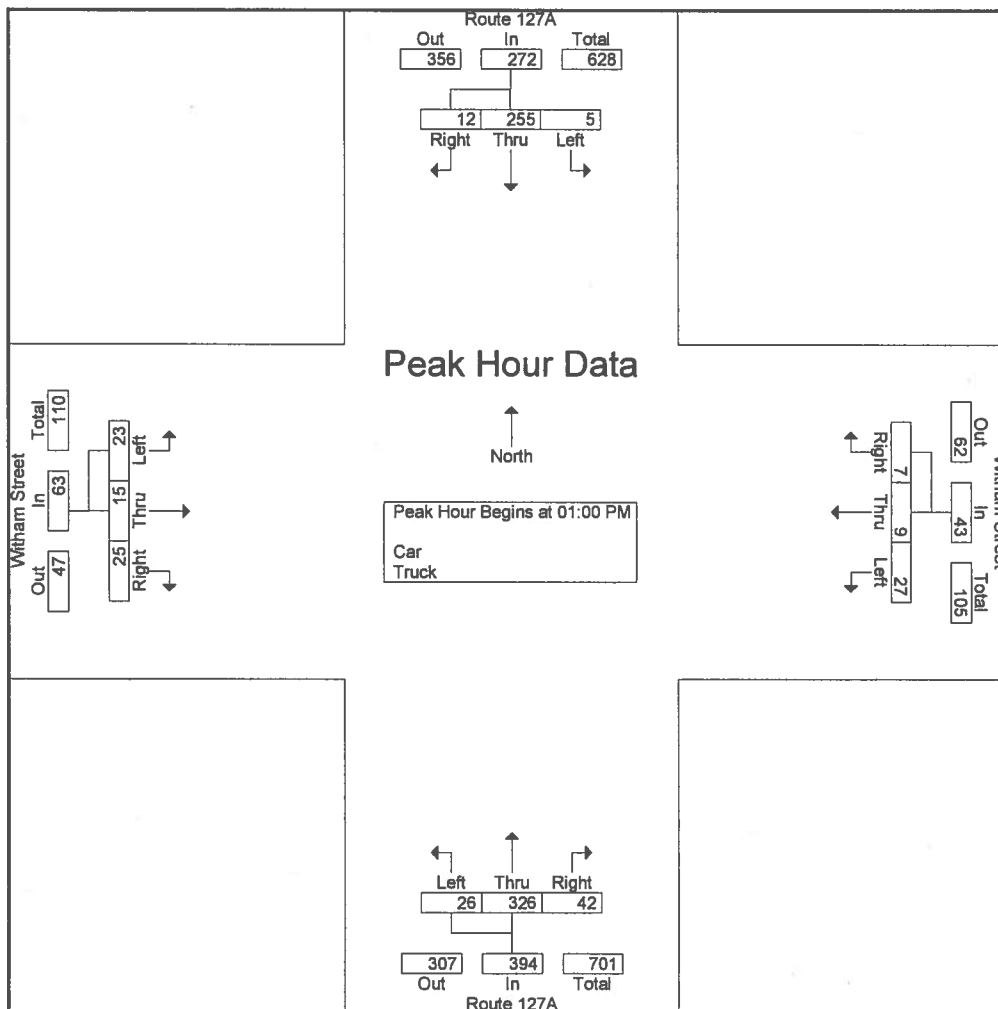 Route 127A
Out In Total
356 272 628
12 255 5
Right Thru Left
Peak Hour Data
North
Peak Hour Begins at 01:00 PM
Car
Truck
Witham Street
Total In Out
110 63 47
23 15 25
Left Thru Right
Right Thru Left
7 9 27
62 43 105
Out In Total
Left Thru Right
26 326 42
307 394 701
Out In Total
Route 127A